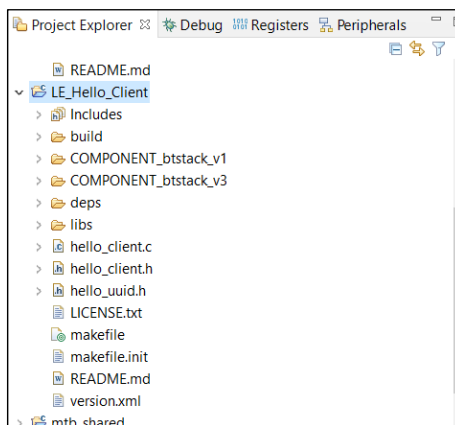 Project Explorer Debug Registers Peripherals
README.md
LE_Hello_Client
Includes
build
COMPONENT_btstack_v1
COMPONENT_btstack_v3
deps
libs
hello_client.c
hello_client.h
hello_uuid.h
LICENSE.txt
makefile
makefile.init
README.md
version.xml
mtb_shared